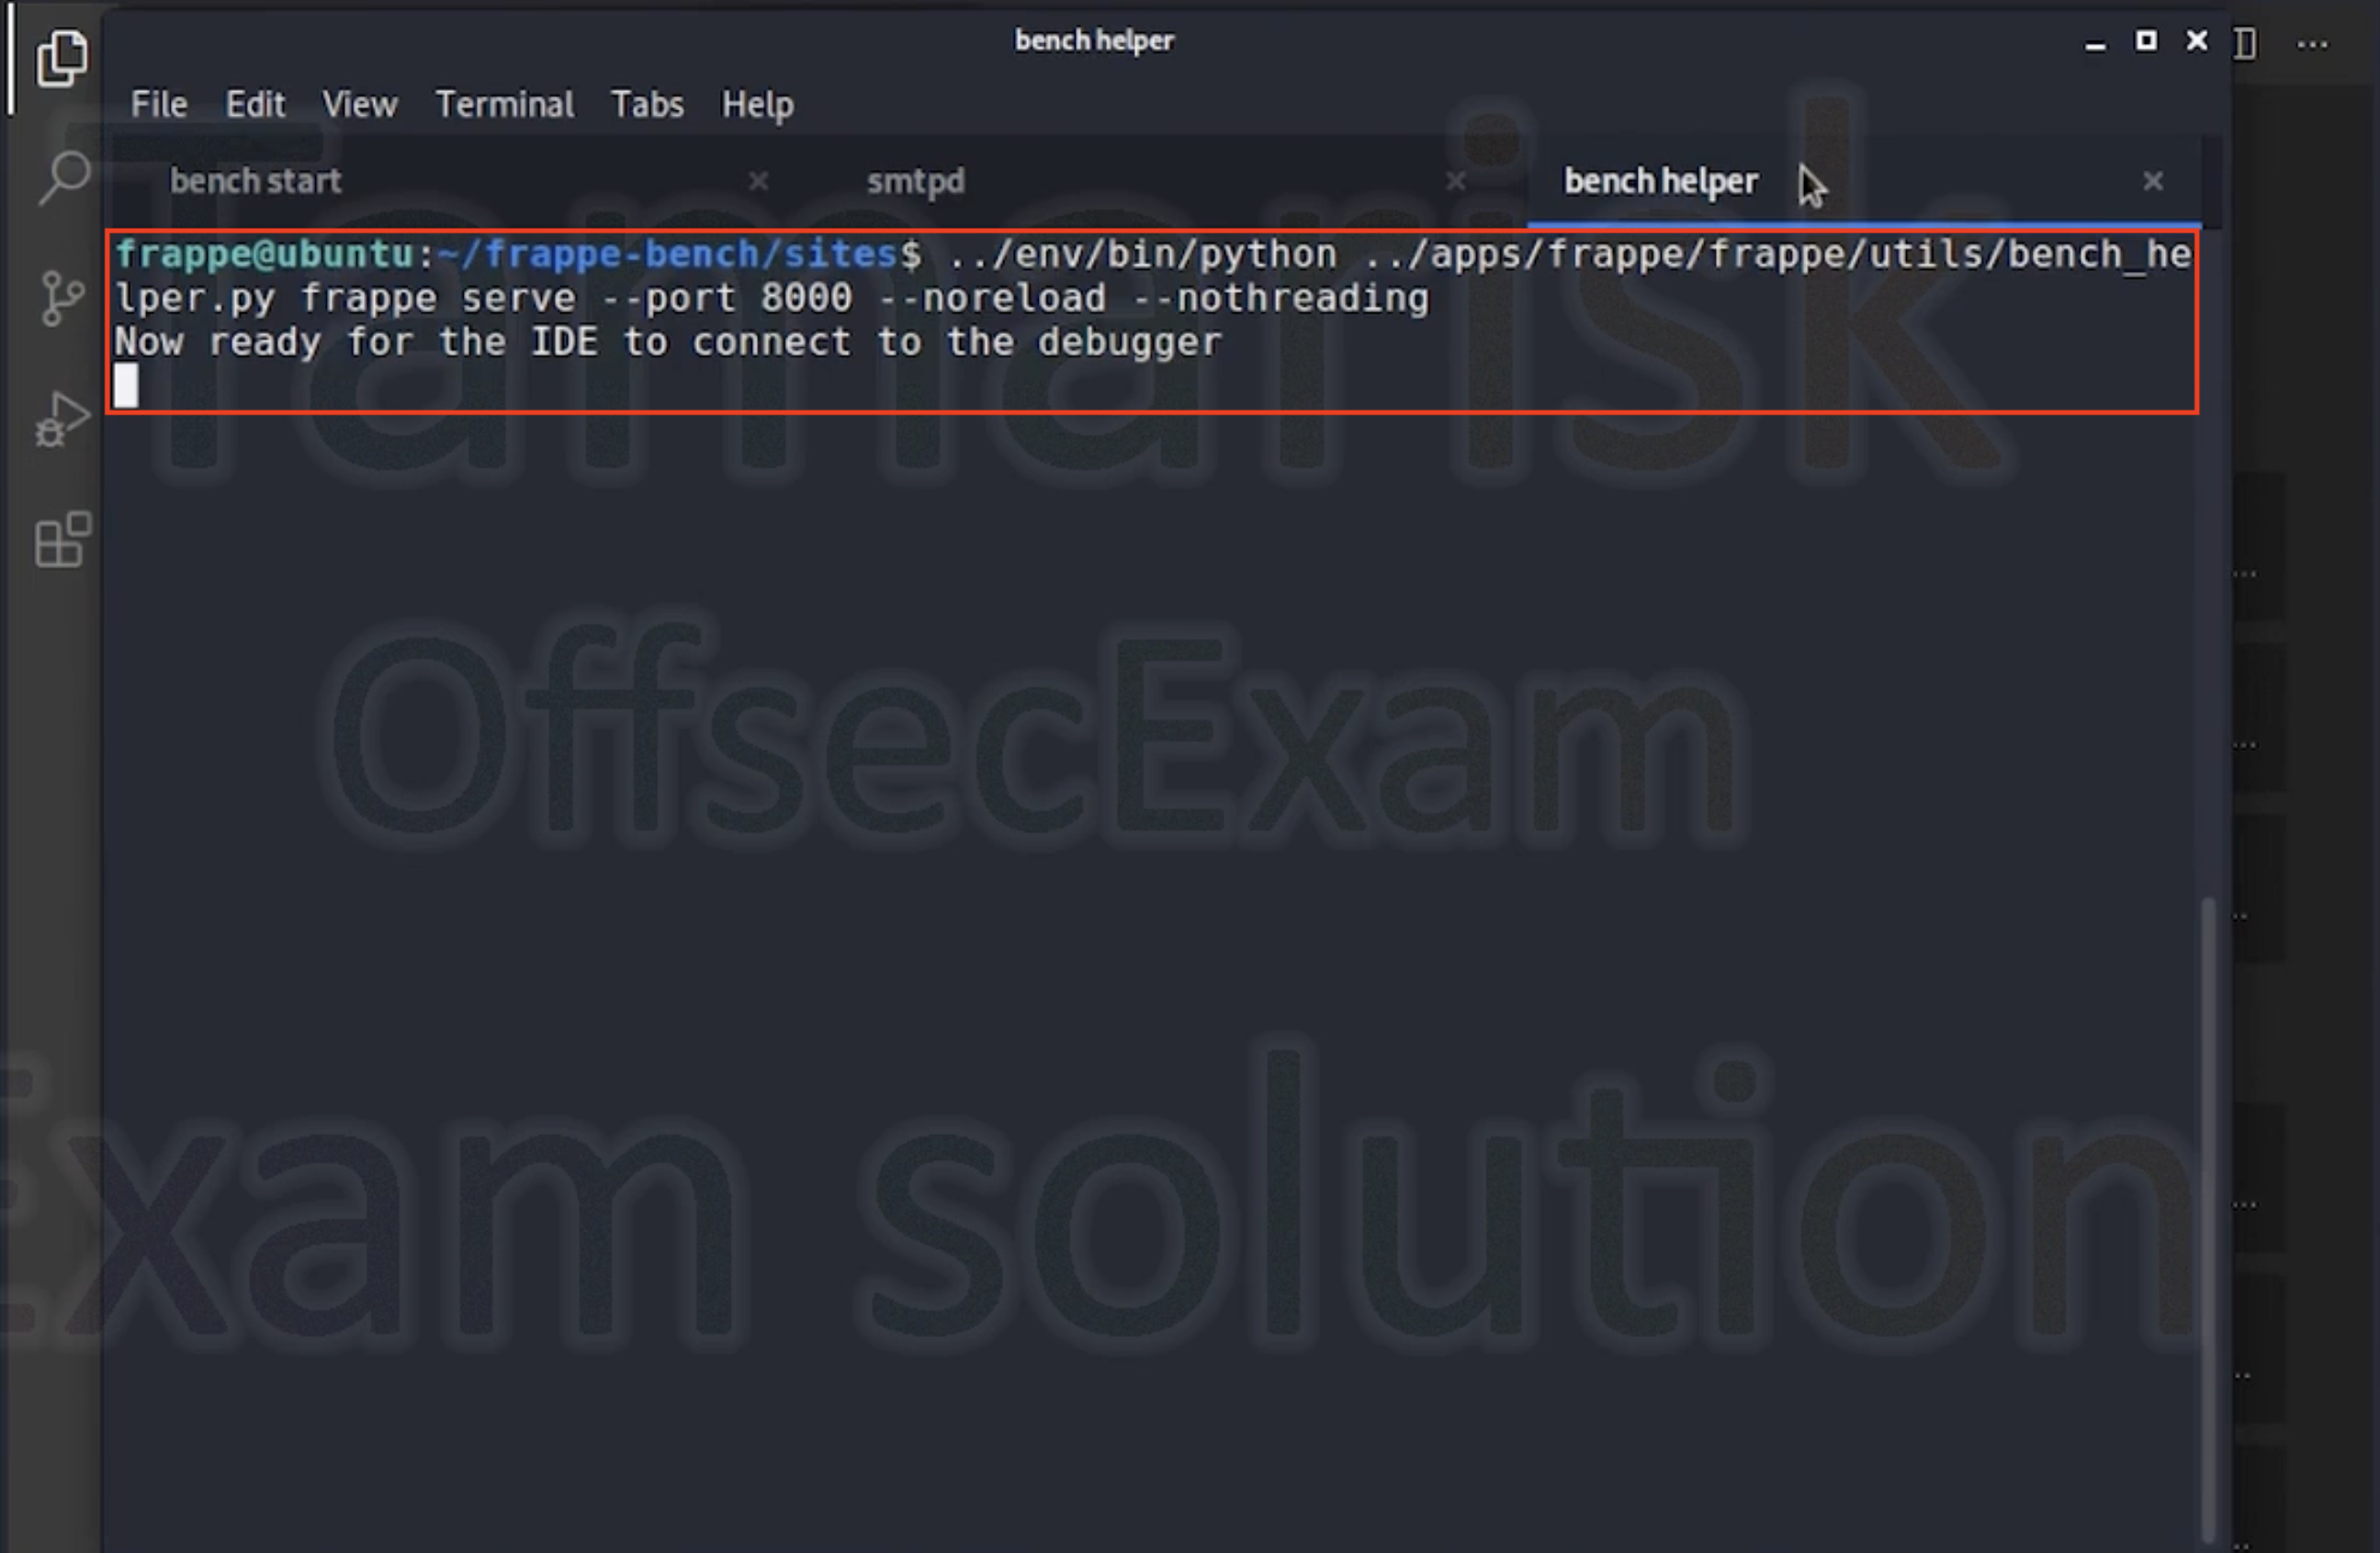 bench helper
File Edit View Terminal Tabs Help
bench start smtpd bench helper
frappe@ubuntu:~/frappe-bench/sites$ ../env/bin/python ../apps/frappe/frappe/utils/bench_he
lper.py frappe serve --port 8000 --noreload --nothreading
Now ready for the IDE to connect to the debugger
Tamarisk
OffsecExam
Exam solution